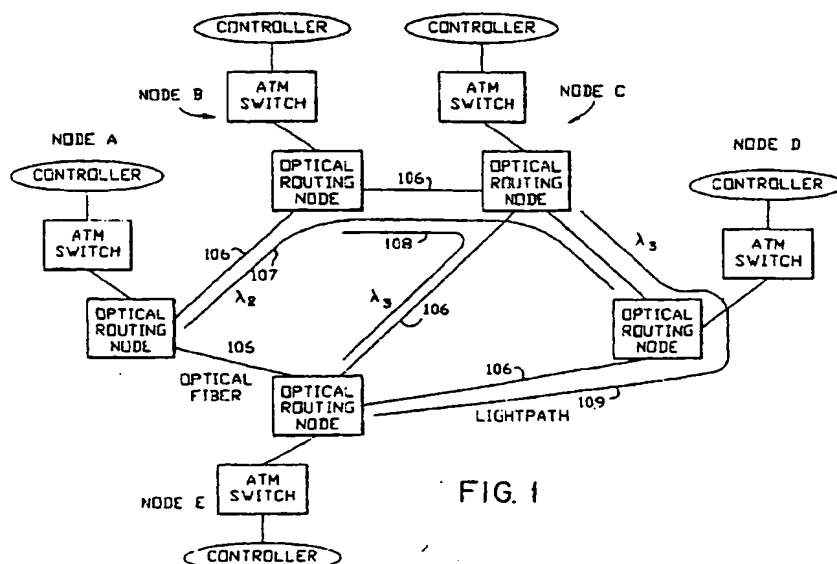 CONTROLLER
CONTROLLER
NODE B
ATM
SWITCH
ATM
SWITCH
NODE C
NODE A
CONTROLLER
OPTICAL
ROUTING
NODE
106
OPTICAL
ROUTING
NODE
NODE D
CONTROLLER
ATM
SWITCH
106
107
108
λ3
ATM
SWITCH
λ2
λ3
106
OPTICAL
ROUTING
NODE
105
OPTICAL
FIBER
OPTICAL
ROUTING
NODE
106
OPTICAL
ROUTING
NODE
LIGHTPATH
109
NODE E
ATM
SWITCH
FIG. 1
CONTROLLER